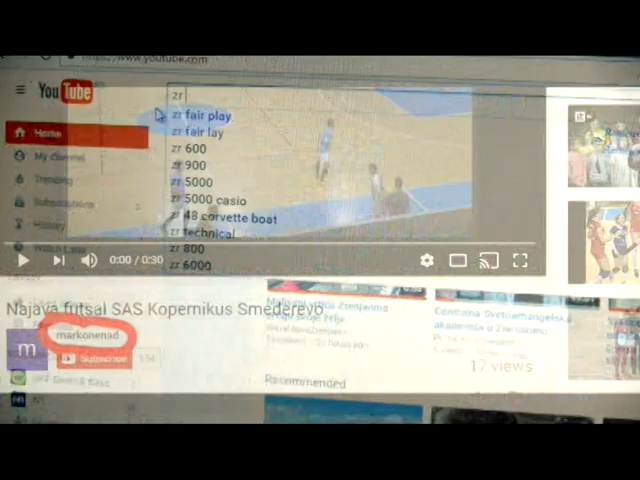 https://www.youtube.com
YouTube
zr
zr fair play
zr fair lay
zr 600
zr 900
zr 5000
zr 5000 casio
zr 48 corvette boat
zr technical
zr 800
zr 6000
Home
My channel
Trending
Subscriptions
History
Watch Later
0:00 / 0:30
Najava futsal SAS Kopernikus Smederevo
markonenad
m
Subscribe
17 views
Recommended